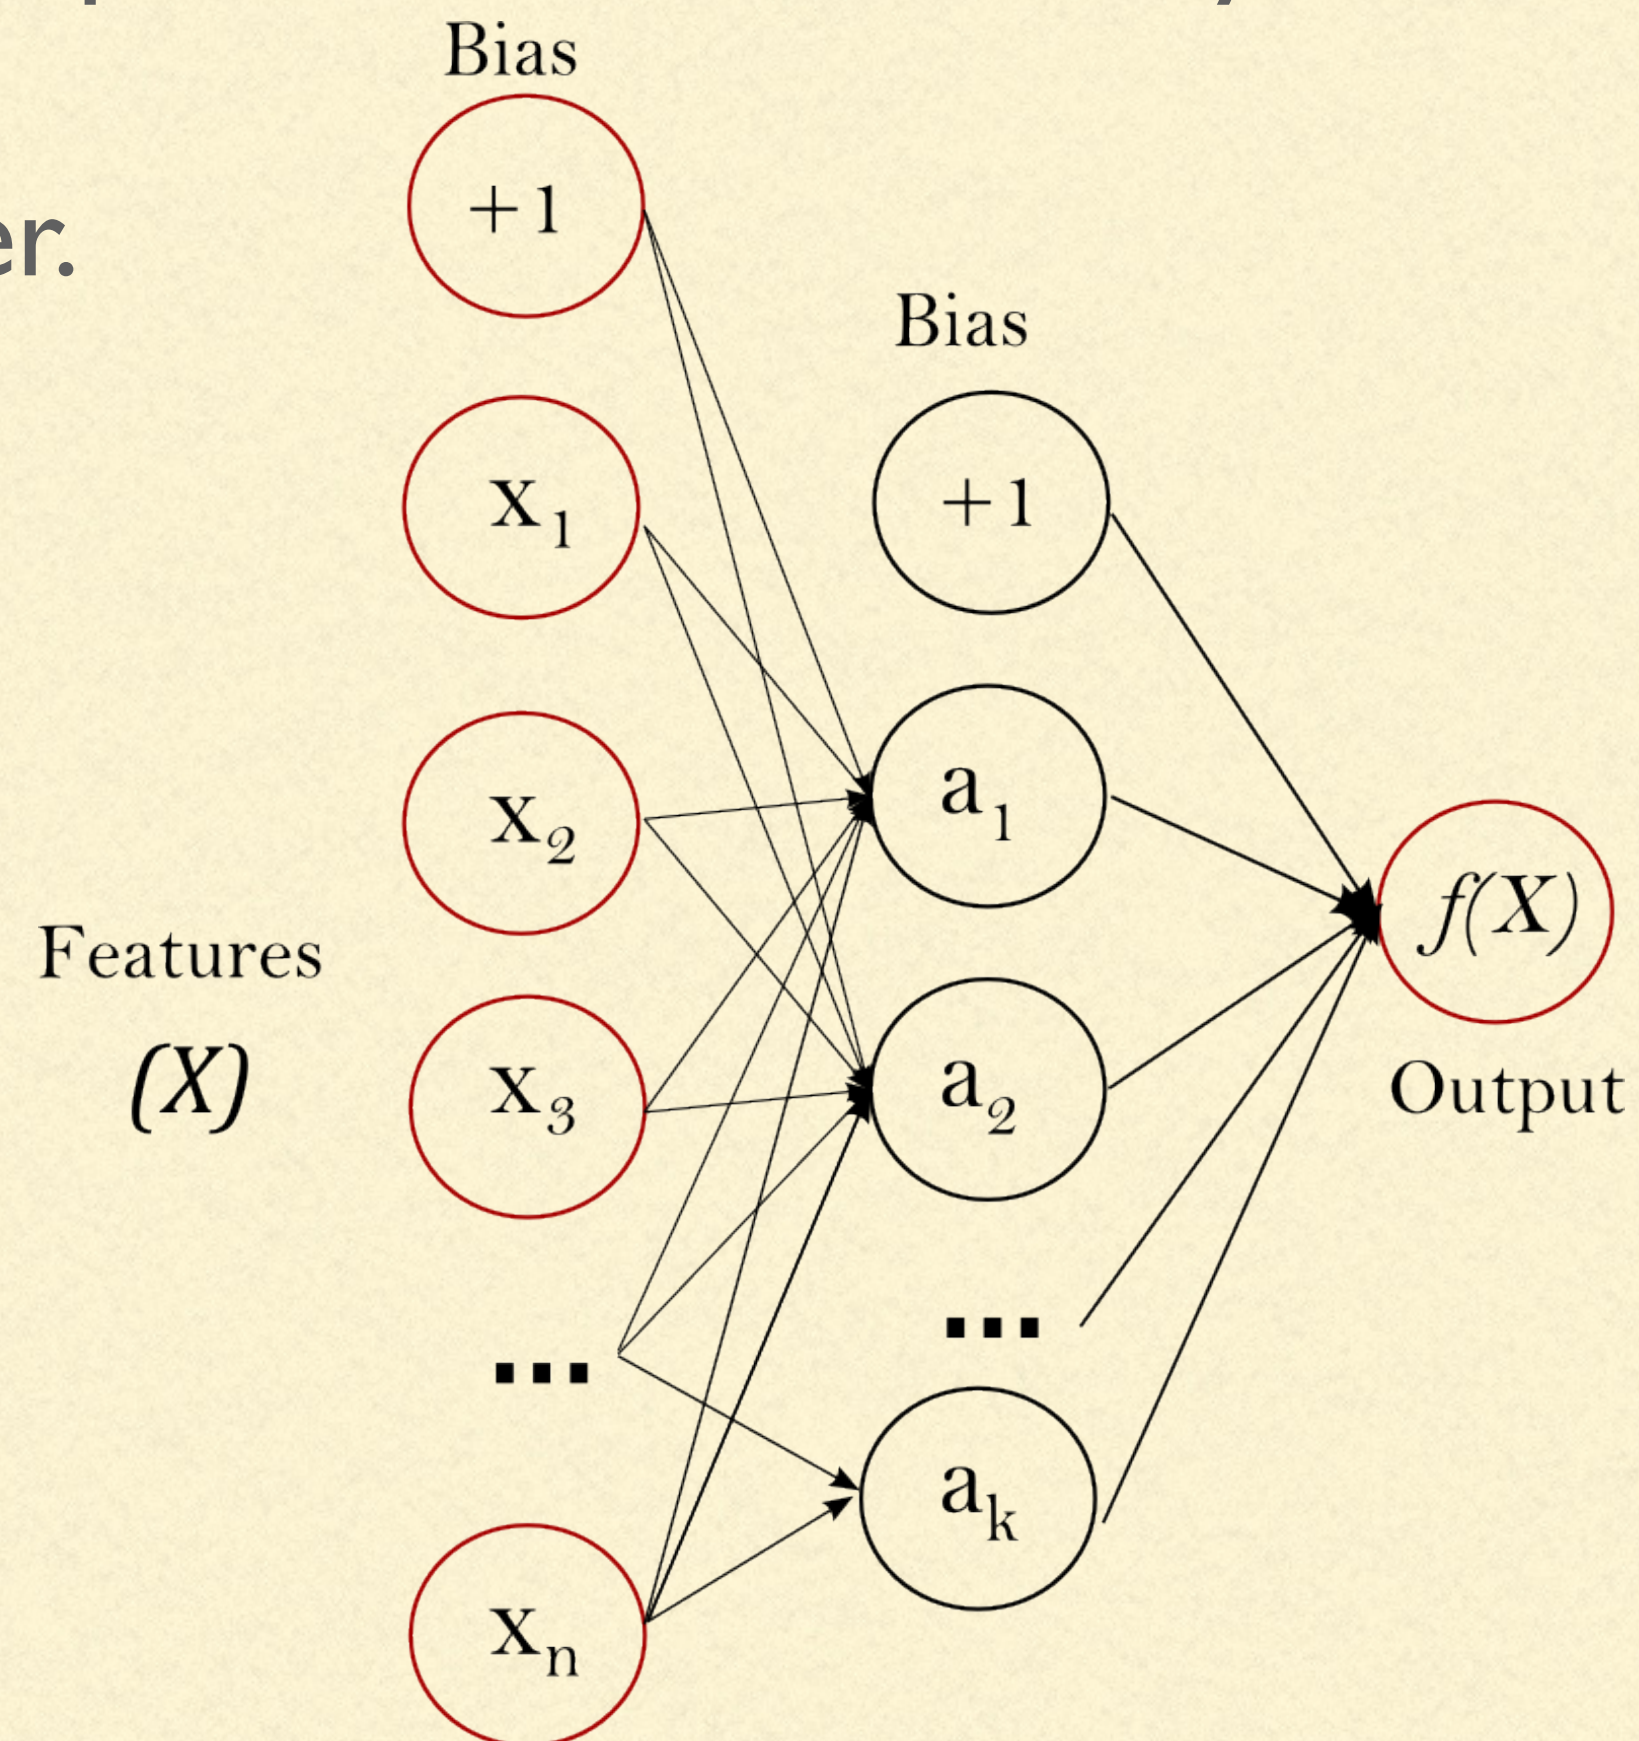 er.
Bias
+1
Bias
x₁
+1
x₂
a₁
f(X)
Features
(X)
x₃
a₂
Output
...
...
aₖ
xₙ